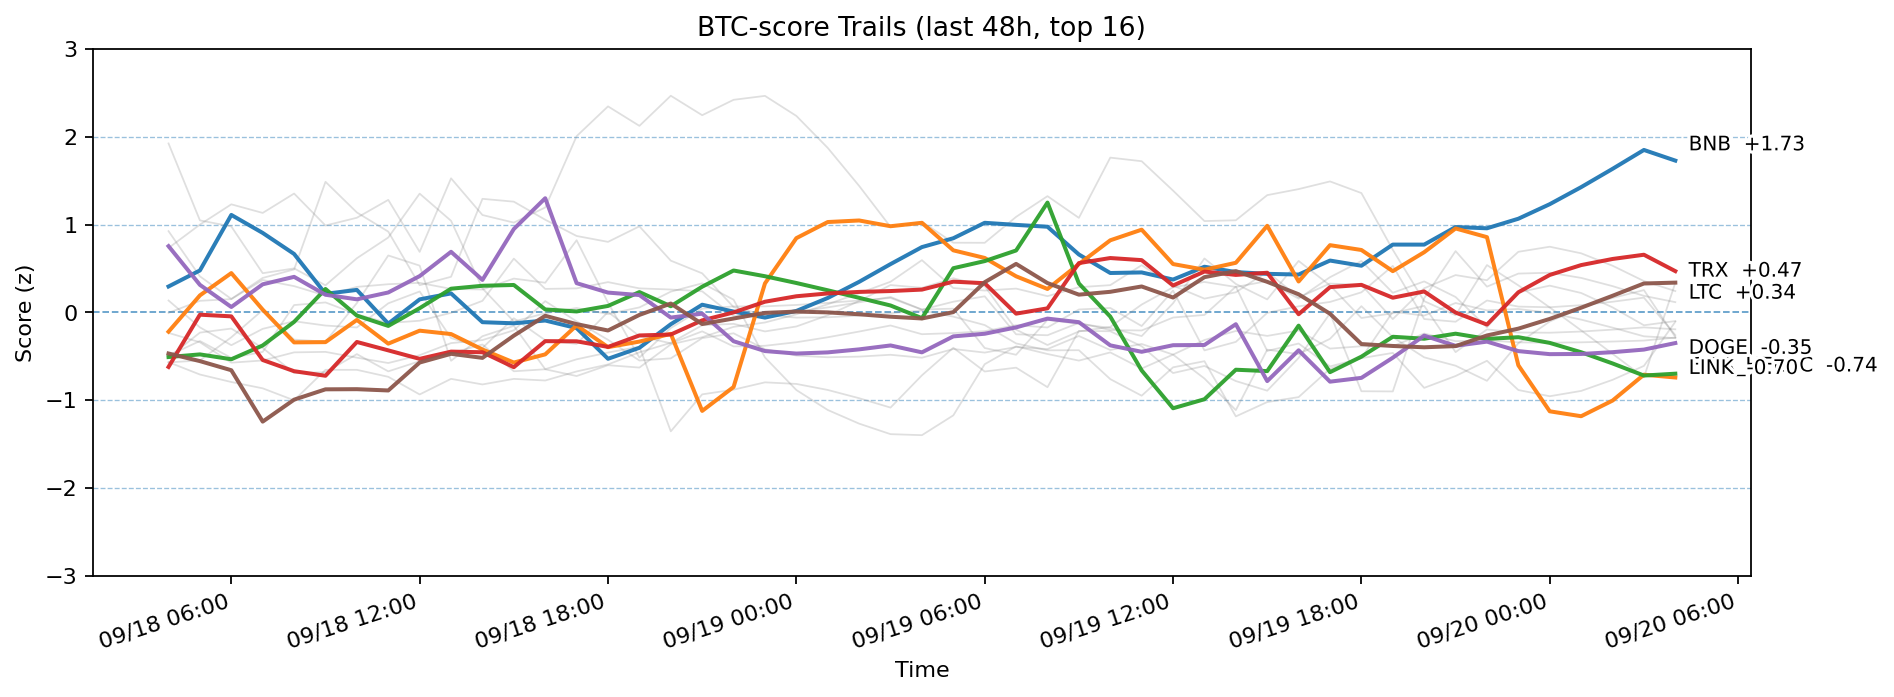 BTC-score Trails (last 48h, top 16)
Score (z)
3
2
1
0
−1
−2
−3
BNB +1.73
TRX +0.47
LTC +0.34
DOGE -0.35
C -0.74
LINK -0.70
09/18 06:00
09/18 12:00
09/18 18:00
09/19 00:00
09/19 06:00
09/19 12:00
09/19 18:00
09/20 00:00
09/20 06:00
Time